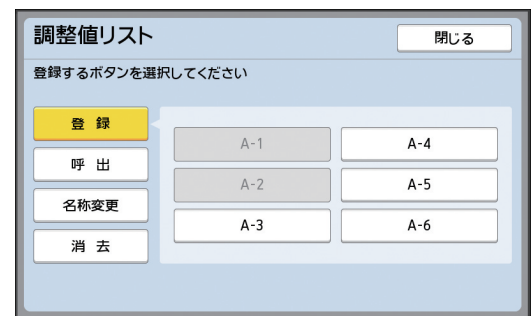 調整値リスト
閉じる
登録するボタンを選択してください
登 録
呼 出
名称変更
消 去
A-1
A-4
A-2
A-5
A-3
A-6